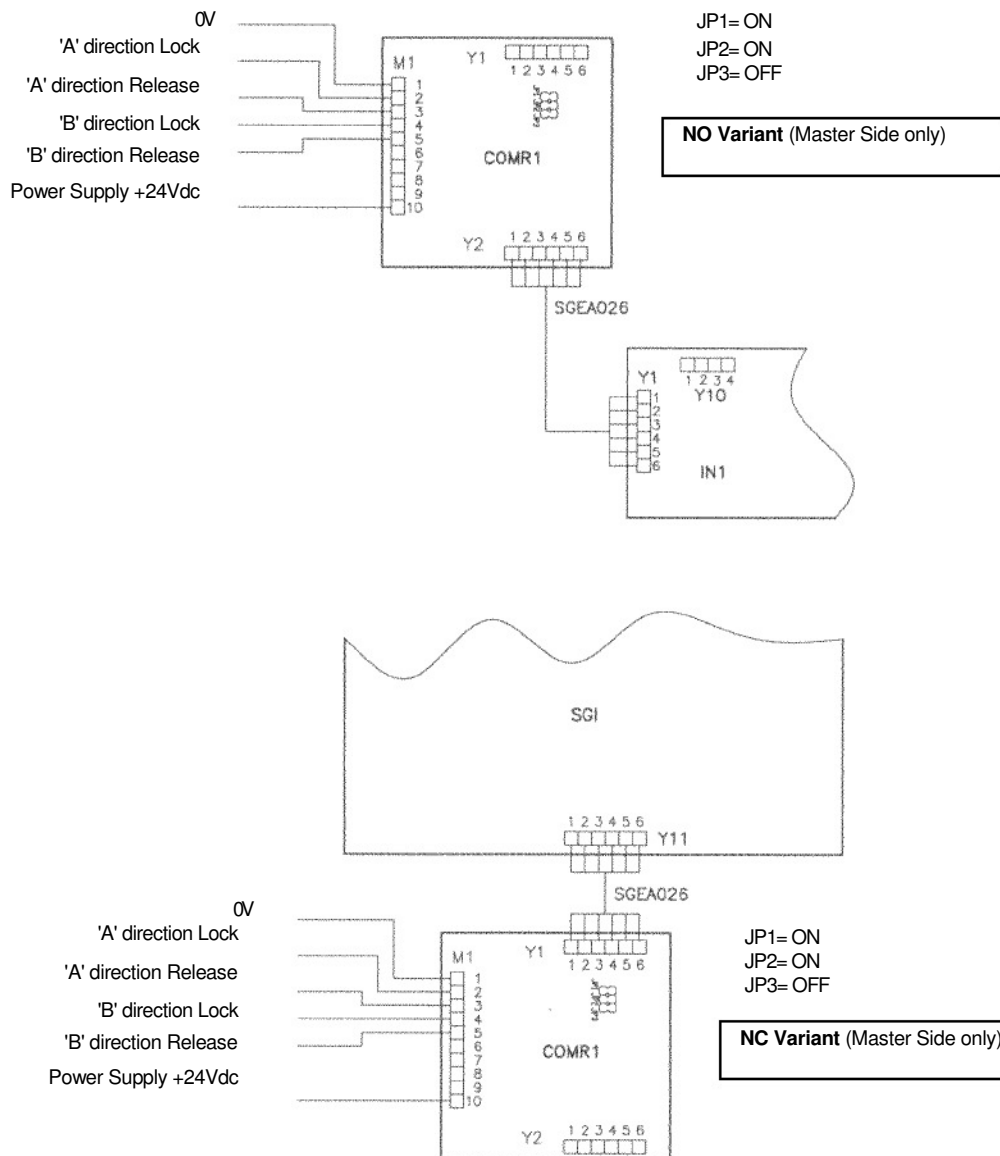 0V
'A' direction Lock
'A' direction Release
'B' direction Lock
'B' direction Release
Power Supply +24Vdc
M1
1
2
3
4
5
6
7
8
9
10
Y1
1 2 3 4 5 6
COMR1
Y2
1 2 3 4 5 6
SGEA026
JP1= ON
JP2= ON
JP3= OFF
NO Variant (Master Side only)
Y1
1
2
3
4
5
6
1 2 3 4
Y10
IN1
SGI
1 2 3 4 5 6
Y11
SGEA026
0V
'A' direction Lock
'A' direction Release
'B' direction Lock
'B' direction Release
Power Supply +24Vdc
M1
1
2
3
4
5
6
7
8
9
10
Y1
1 2 3 4 5 6
COMR1
Y2
1 2 3 4 5 6
JP1= ON
JP2= ON
JP3= OFF
NC Variant (Master Side only)